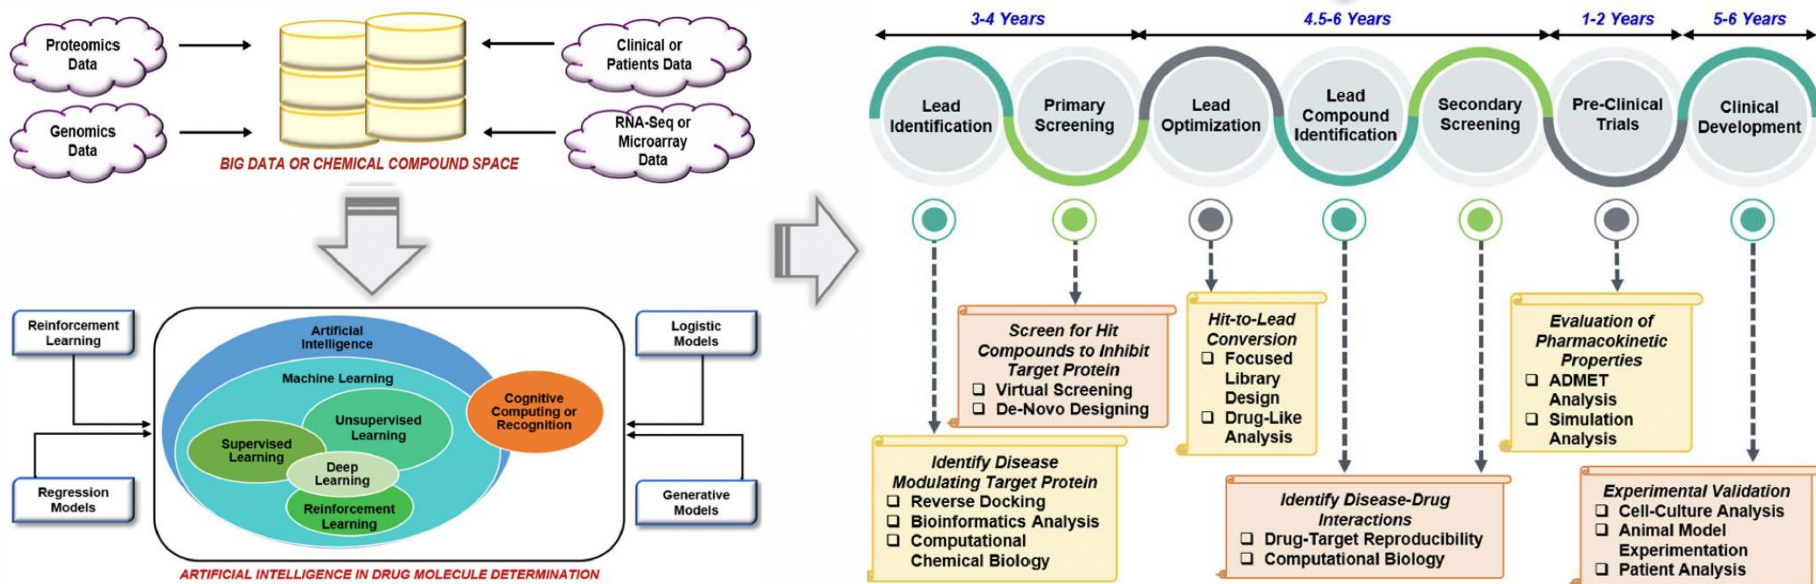 Proteomics
Data
Genomics
Data
Clinical or
Patients Data
RNA-Seq or
Microarray
Data
BIG DATA OR CHEMICAL COMPOUND SPACE
Reinforcement
Learning
Regression
Models
Logistic
Models
Generative
Models
Artificial
Intelligence
Machine Learning
Unsupervised
Learning
Supervised
Learning
Deep
Learning
Reinforcement
Learning
Cognitive
Computing or
Recognition
ARTIFICIAL INTELLIGENCE IN DRUG MOLECULE DETERMINATION
3-4 Years
4.5-6 Years
1-2 Years
5-6 Years
Lead
Identification
Primary
Screening
Lead
Optimization
Lead
Compound
Identification
Secondary
Screening
Pre-Clinical
Trials
Clinical
Development
Identify Disease
Modulating Target Protein
❑ Reverse Docking
❑ Bioinformatics Analysis
❑ Computational
Chemical Biology
Screen for Hit
Compounds to Inhibit
Target Protein
❑ Virtual Screening
❑ De-Novo Designing
Hit-to-Lead
Conversion
❑ Focused
Library
Design
❑ Drug-Like
Analysis
Identify Disease-Drug
Interactions
❑ Drug-Target Reproducibility
❑ Computational Biology
Evaluation of
Pharmacokinetic
Properties
❑ ADMET
Analysis
❑ Simulation
Analysis
Experimental Validation
❑ Cell-Culture Analysis
❑ Animal Model
Experimentation
❑ Patient Analysis